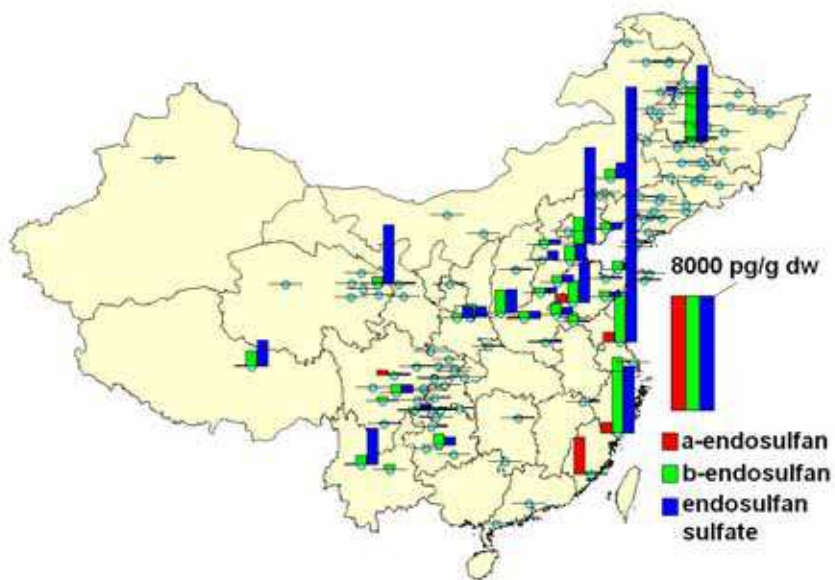 8000 pg/g dw
a-endosulfan
b-endosulfan
endosulfan
sulfate